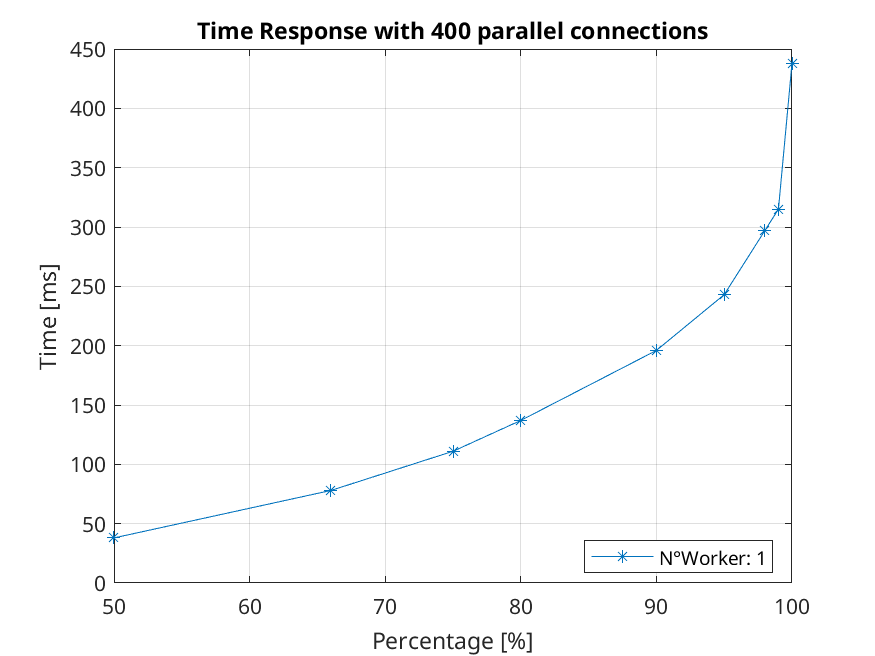 Time Response with 400 parallel connections
450
400
350
300
250
200
150
100
50
0
Time [ms]
N°Worker: 1
50 60 70 80 90 100
Percentage [%]